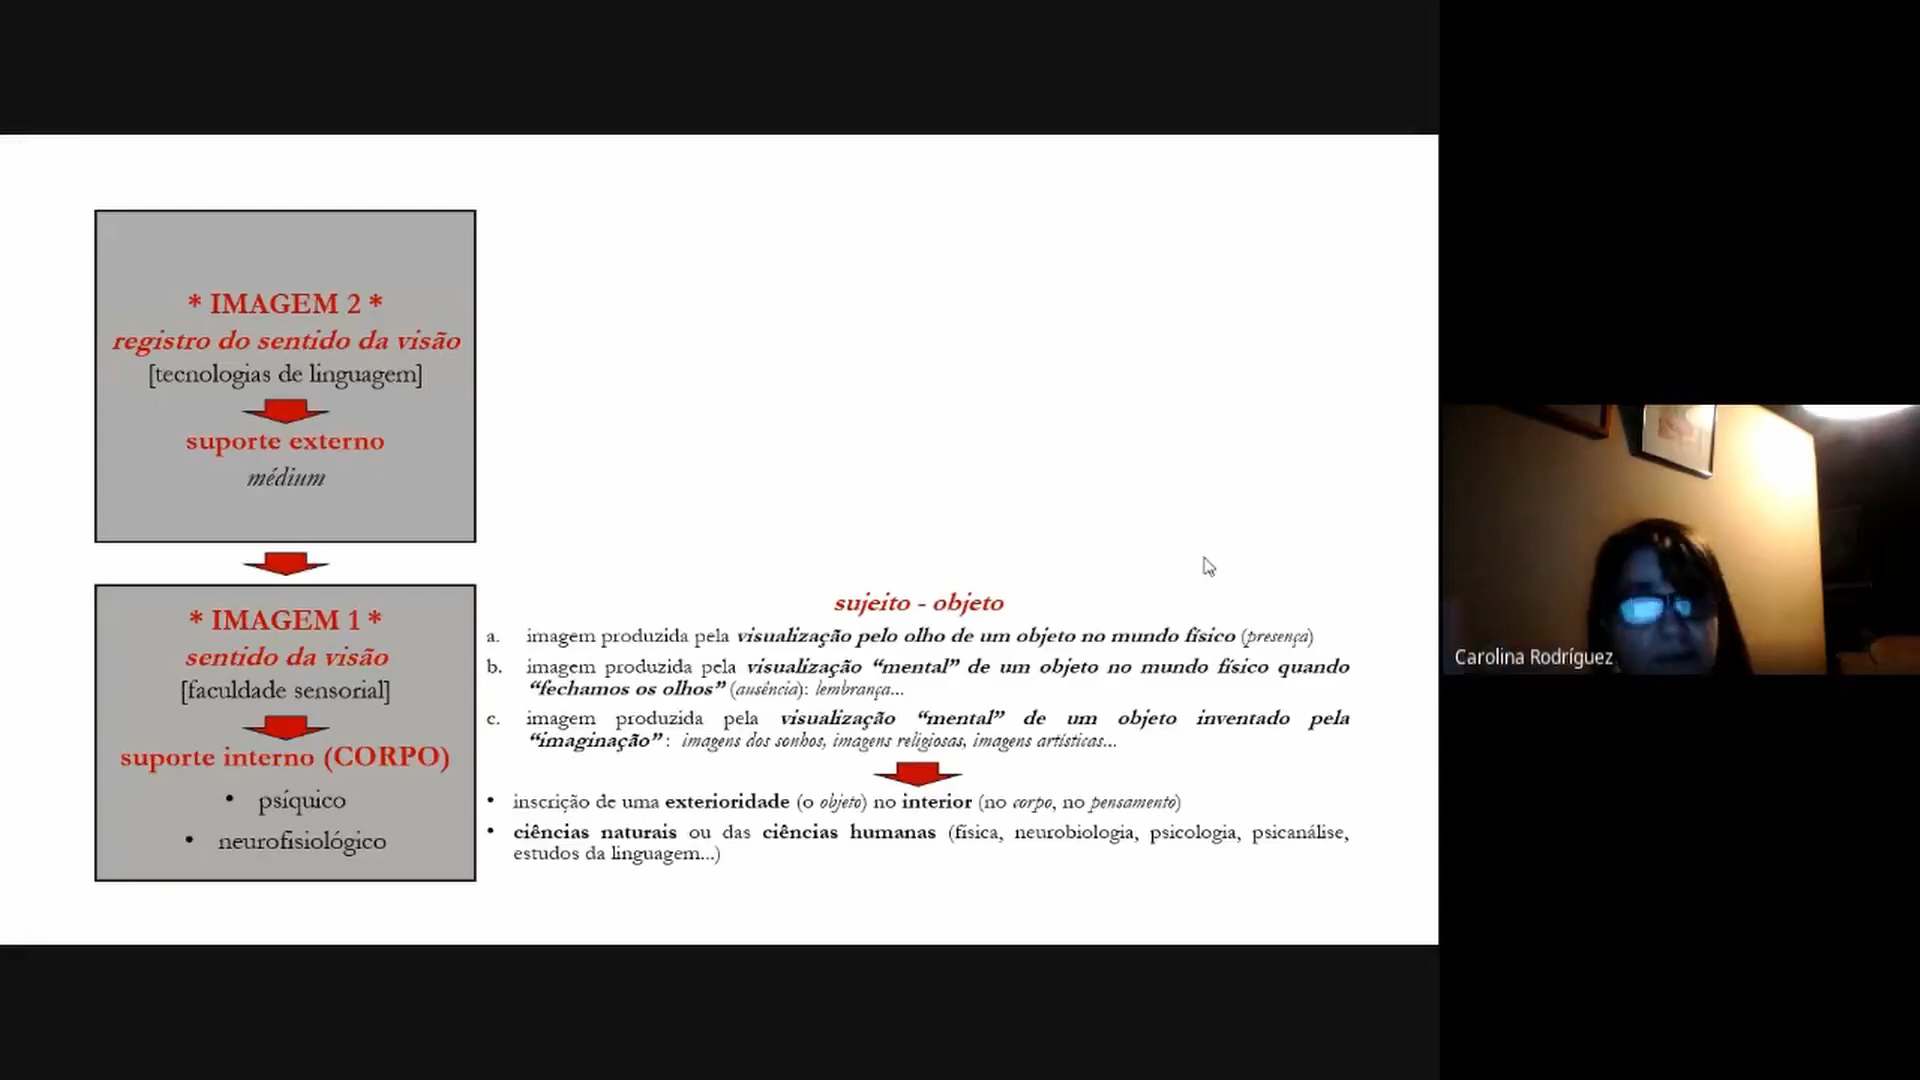 * IMAGEM 2 *
registro do sentido da visão
[tecnologias de linguagem]
suporte externo
médium
* IMAGEM 1 *
sentido da visão
[faculdade sensorial]
suporte interno (CORPO)
• psíquico
• neurofisiológico
sujeito - objeto
a. imagem produzida pela visualização pelo olho de um objeto no mundo físico (presença)
b. imagem produzida pela visualização “mental” de um objeto no mundo físico quando
“fechamos os olhos” (ausência): lembrança...
c. imagem produzida pela visualização “mental” de um objeto inventado pela
“imaginação” : imagens dos sonhos, imagens religiosas, imagens artísticas...
• inscrição de uma exterioridade (o objeto) no interior (no corpo, no pensamento)
• ciências naturais ou das ciências humanas (física, neurobiologia, psicologia, psicanálise,
estudos da linguagem...)
Carolina Rodríguez